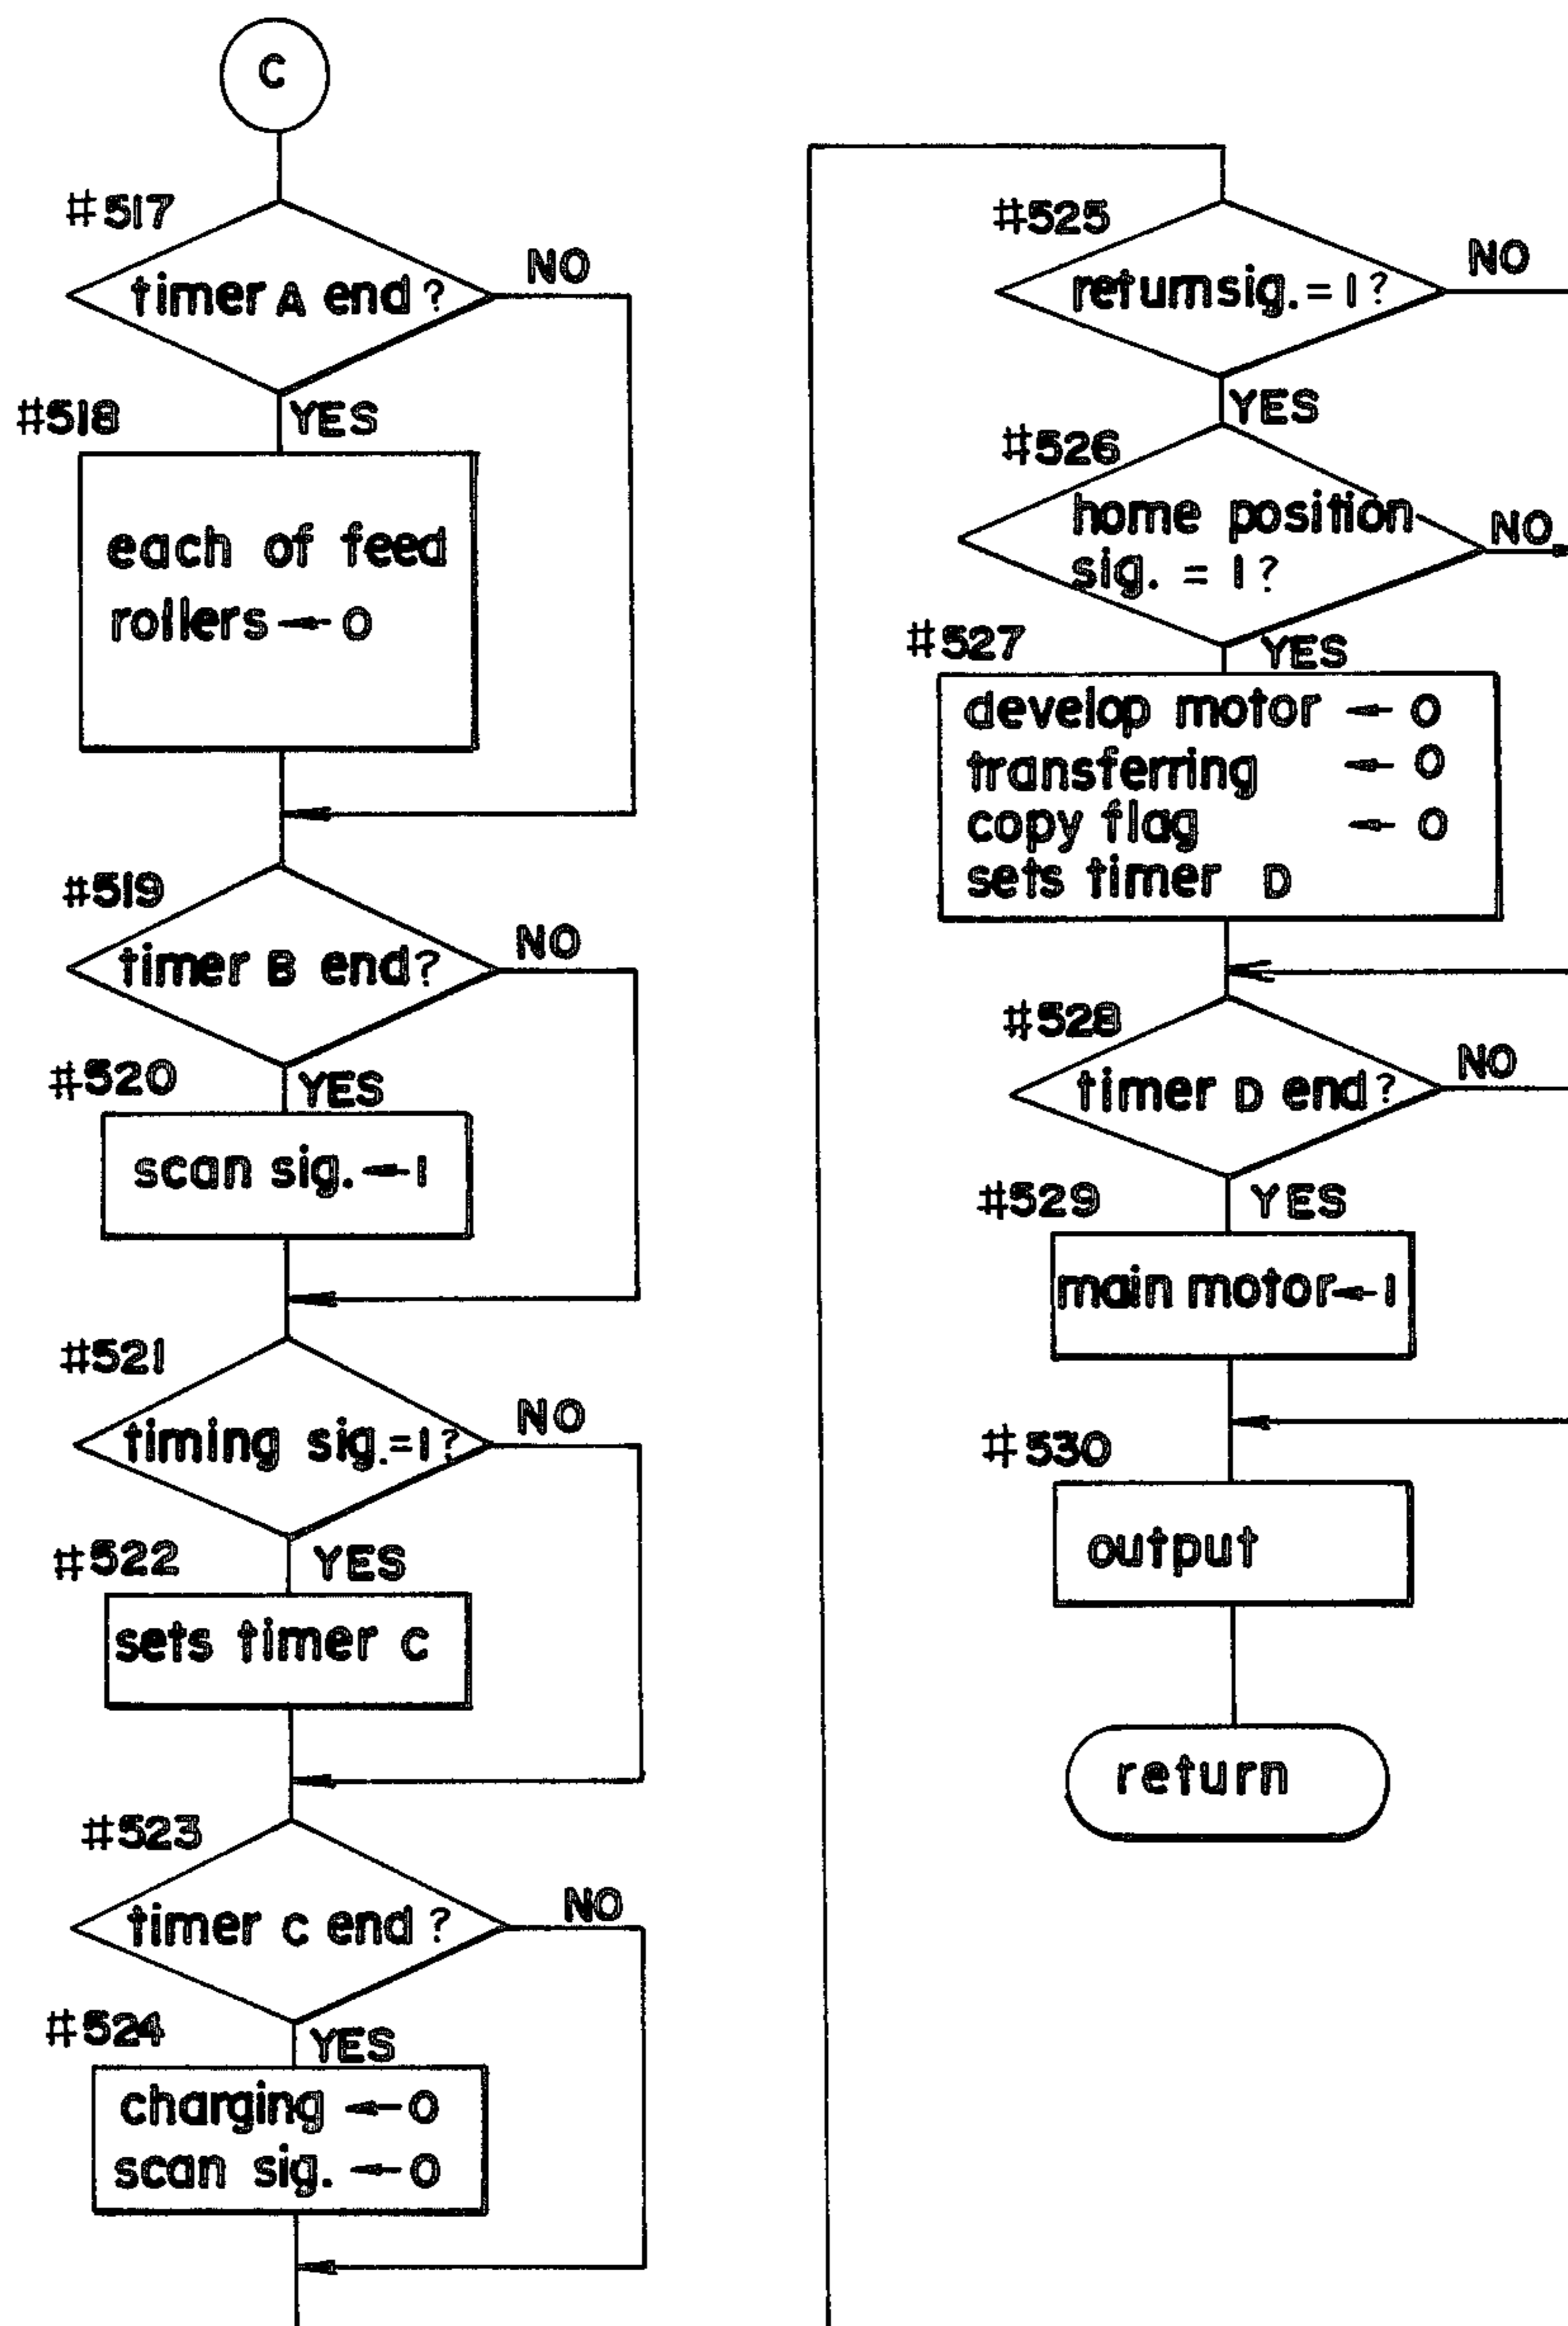 C
#517
timer A end?
NO
#518
YES
each of feed
rollers ← 0
#519
timer B end?
NO
#520
YES
scan sig. ← 1
#521
timing sig. = 1?
NO
#522
YES
sets timer C
#523
timer C end?
NO
#524
YES
charging ← 0
scan sig. ← 0
#525
return sig. = 1?
NO
YES
#526
home position
sig. = 1?
NO
#527
YES
develop motor ← 0
transferring ← 0
copy flag ← 0
sets timer D
#528
timer D end?
NO
#529
YES
main motor ← 1
#530
output
return